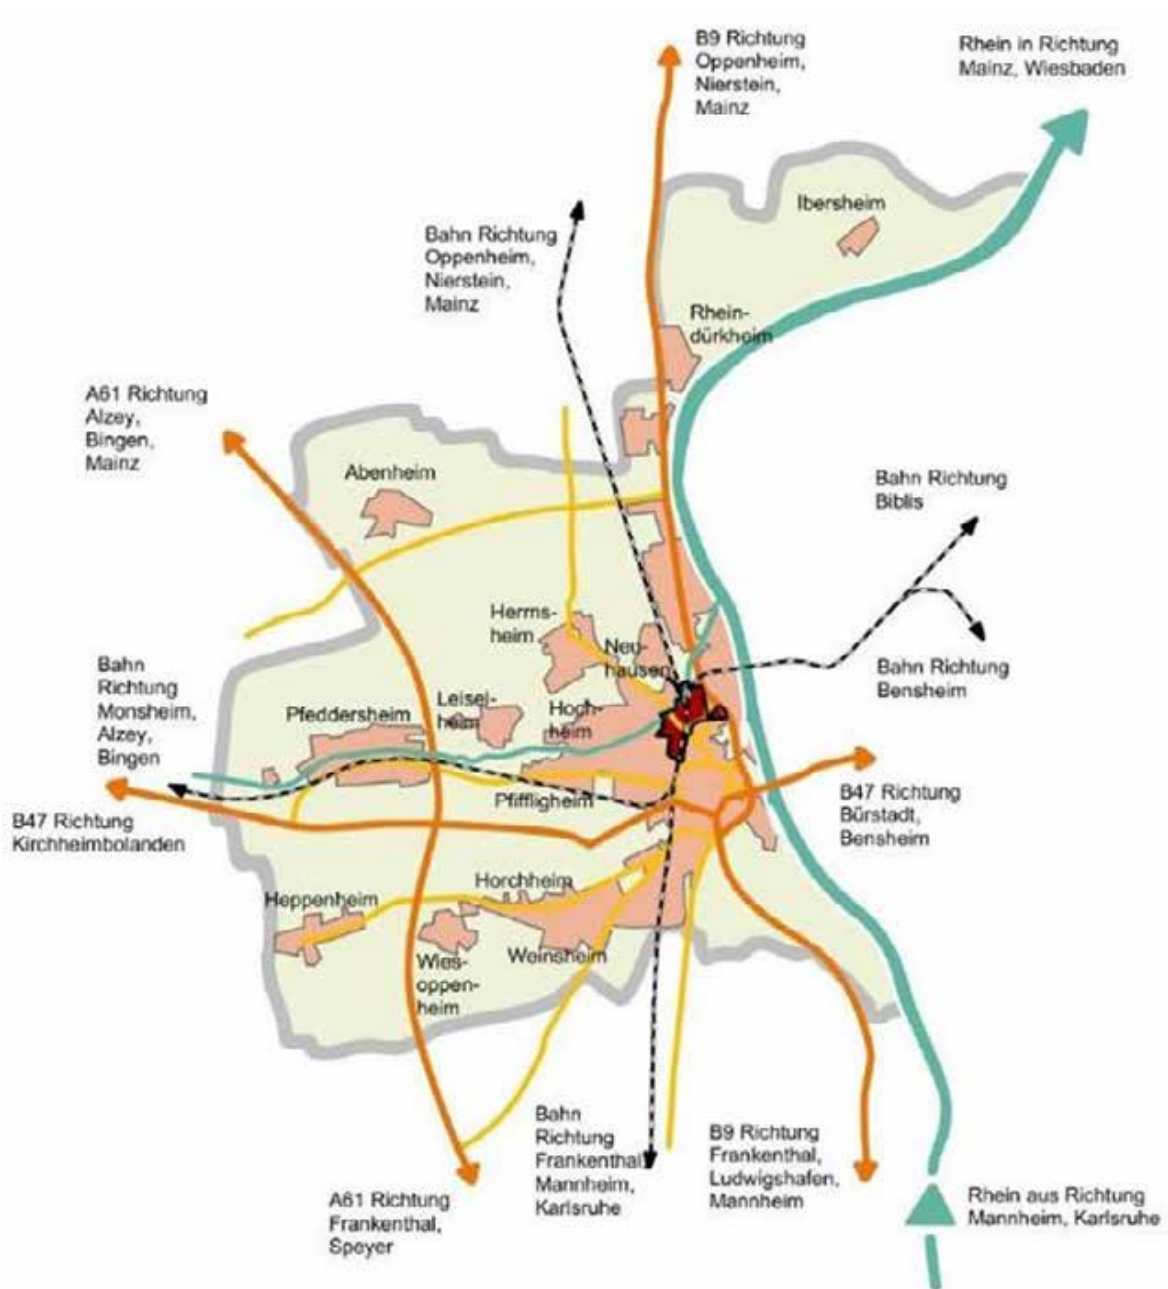 B9 Richtung
Oppenheim,
Nierstein,
Mainz
Rhein in Richtung
Mainz, Wiesbaden
Ibersheim
Bahn Richtung
Oppenheim,
Nierstein,
Mainz
Rhein-
dürkheim
A61 Richtung
Alzey,
Bingen,
Mainz
Abenheim
Bahn Richtung
Biblis
Herrns-
heim
Neu-
hausen
Bahn
Richtung
Monsheim,
Alzey,
Bingen
Bahn Richtung
Bensheim
Pfeddersheim
Leisel-
heim
Hoch-
heim
B47 Richtung
Kirchheimbolanden
Pfiffligheim
B47 Richtung
Bürstadt,
Bensheim
Heppenheim
Horchheim
Wies-
oppen-
heim
Weinsheim
Bahn
Richtung
Frankenthal,
Mannheim,
Karlsruhe
B9 Richtung
Frankenthal,
Ludwigshafen,
Mannheim
A61 Richtung
Frankenthal,
Speyer
Rhein aus Richtung
Mannheim, Karlsruhe